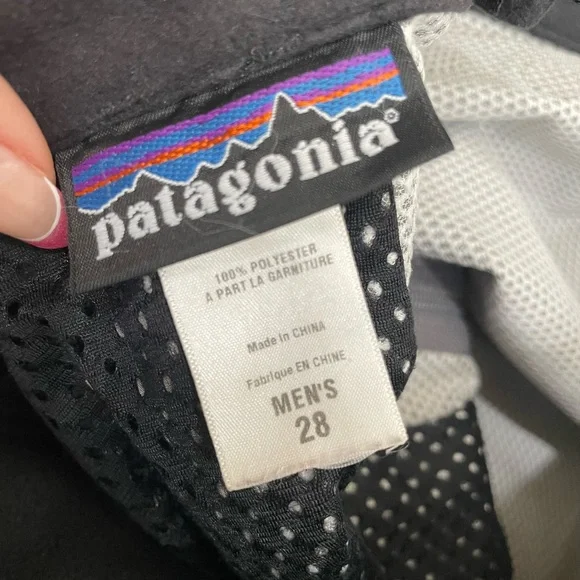 patagonia®
100% POLYESTER
A PART LA GARNITURE
Made in CHINA
Fabriqué EN CHINE
MEN'S
28